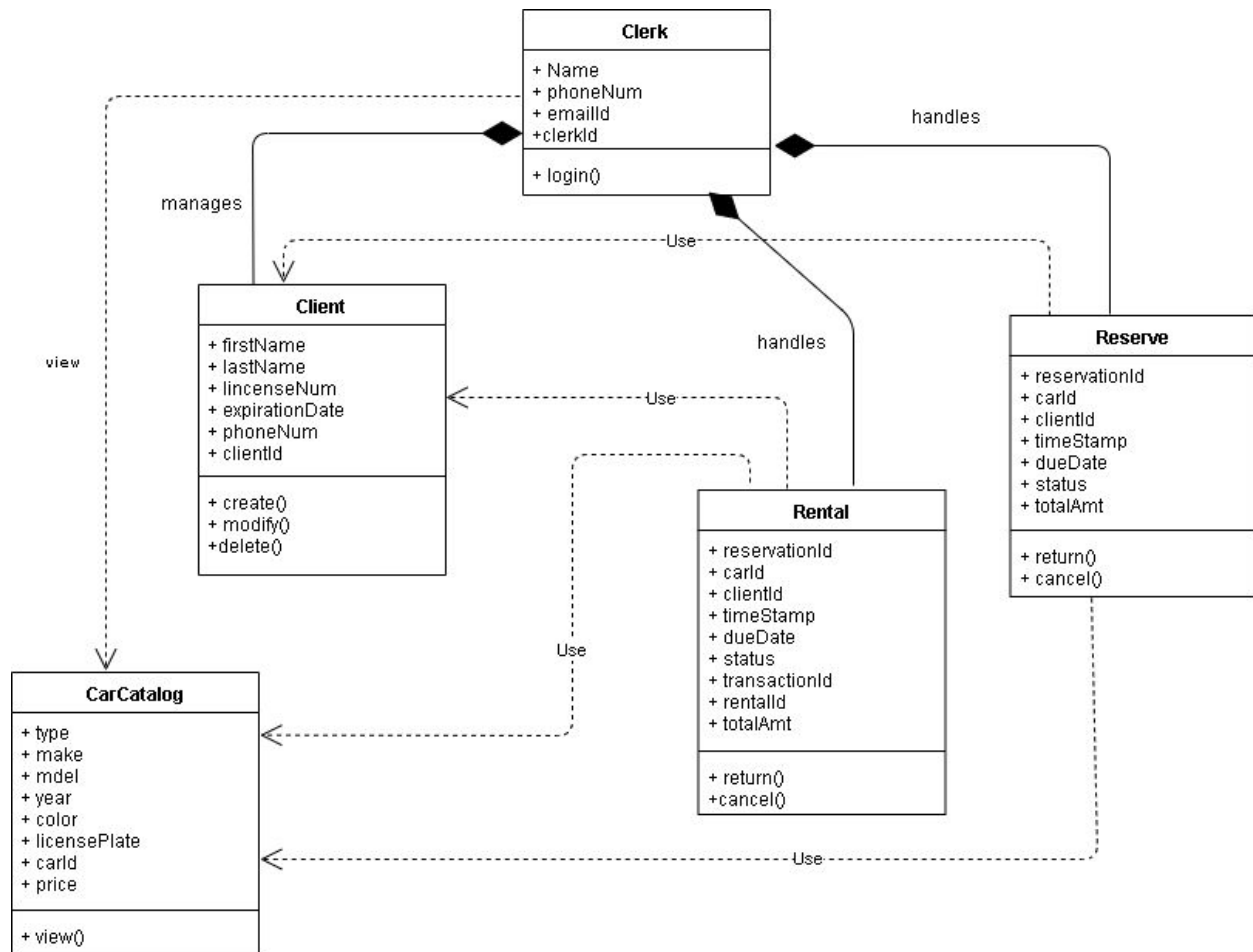 Clerk
+ Name
+ phoneNum
+ emailId
+clerkId
+ login()
handles
manages
Use
view
Client
+ firstName
+ lastName
+ lincenseNum
+ expirationDate
+ phoneNum
+ clientId
+ create()
+ modify()
+delete()
handles
Use
Reserve
+ reservationId
+ carId
+ clientId
+ timeStamp
+ dueDate
+ status
+ totalAmt
+ return()
+ cancel()
Rental
+ reservationId
+ carId
+ clientId
+ timeStamp
+ dueDate
+ status
+ transactionId
+ rentalId
+ totalAmt
+ return()
+cancel()
Use
CarCatalog
+ type
+ make
+ mdel
+ year
+ color
+ licensePlate
+ carId
+ price
+ view()
Use